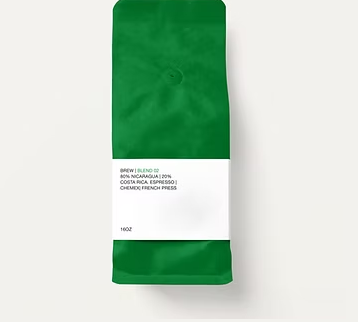 BREW | BLEND 02
80% NICARAGUA | 20%
COSTA RICA. ESPRESSO |
CHEMEX| FRENCH PRESS
16OZ